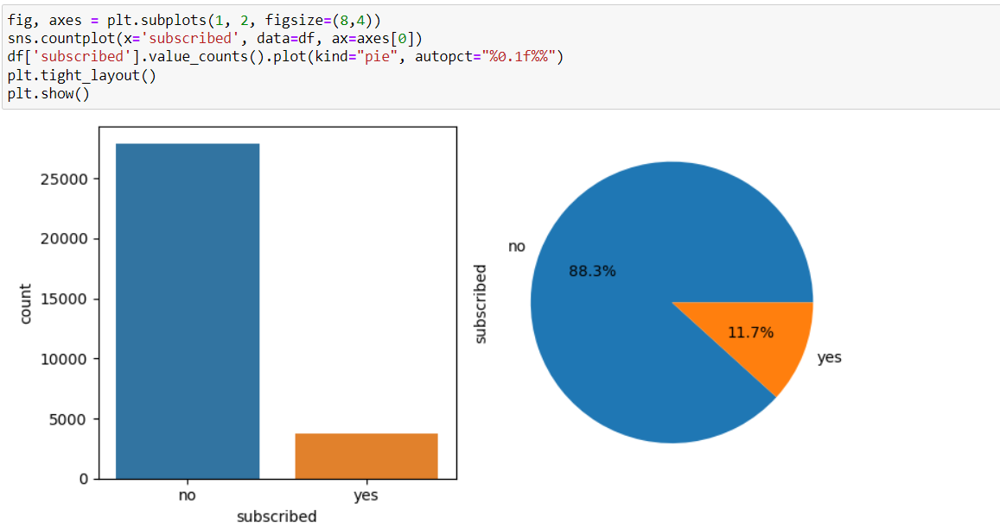 fig, axes = plt.subplots(1, 2, figsize=(8,4))
sns.countplot(x='subscribed', data=df, ax=axes[0])
df['subscribed'].value_counts().plot(kind="pie", autopct="%0.1f%%")
plt.tight_layout()
plt.show()
25000
20000
15000
10000
5000
0
count
no
yes
subscribed
subscribed
no
88.3%
11.7%
yes